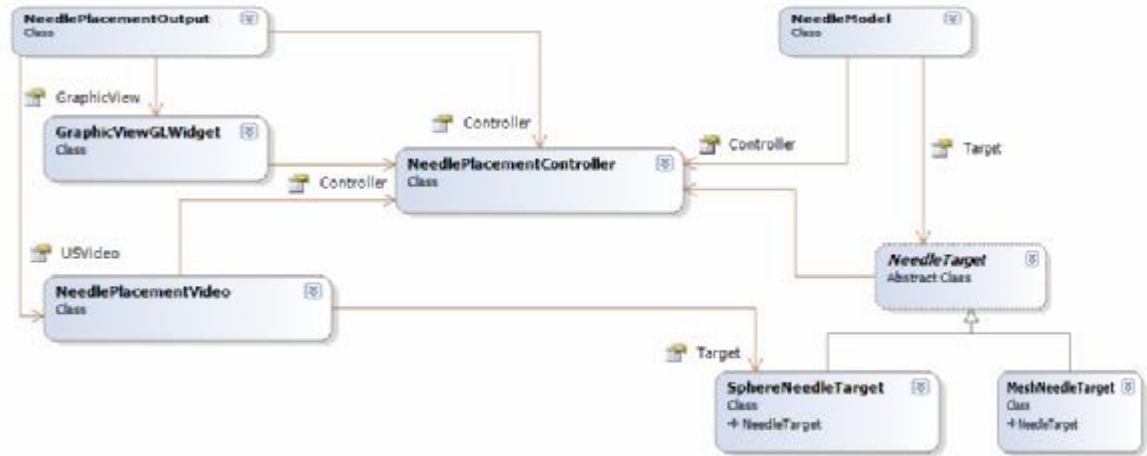 NeedlePlacementOutput
Class
NeedleModel
Class
GraphicView
GraphicViewGLWidget
Class
Controller
Controller
Target
NeedlePlacementController
Class
Controller
USVideo
NeedleTarget
Abstract Class
NeedlePlacementVideo
Class
Target
SphereNeedleTarget
Class
NeedleTarget
MeshNeedleTarget
Class
NeedleTarget